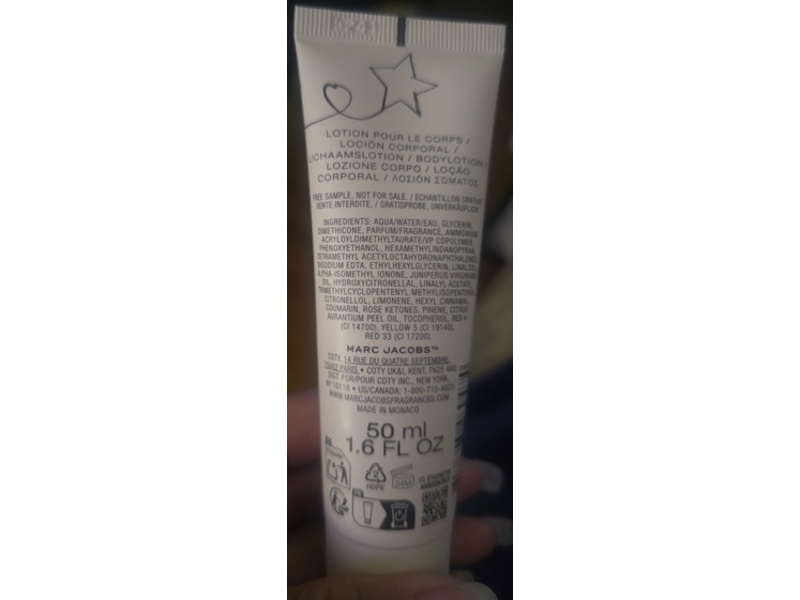 LOTION POUR LE CORPS /
LOCIÓN CORPORAL /
LICHAAMSLOTION / BODYLOTION
LOZIONE CORPO / LOÇÃO
CORPORAL / ΛΟΣΙΟΝ ΣΩΜΑΤΟΣ
FREE SAMPLE, NOT FOR SALE. / ECHANTILLON GRATUIT
VENTE INTERDITE. / GRATISPROBE, UNVERKÄUFLICH.
INGREDIENTS: AQUA/WATER/EAU, GLYCERIN,
DIMETHICONE, PARFUM/FRAGRANCE, AMMONIUM
ACRYLOYLDIMETHYLTAURATE/VP COPOLYMER,
PHENOXYETHANOL, HEXAMETHYLINDANOPYRAN,
TETRAMETHYL ACETYLOCTAHYDRONAPHTHALENES,
DISODIUM EDTA, ETHYLHEXYLGLYCERIN, LINALOOL,
ALPHA-ISOMETHYL IONONE, JUNIPERUS VIRGINIANA
OIL, HYDROXYCITRONELLAL, LINALYL ACETATE,
TRIMETHYLCYCLOPENTENYL METHYLISOPENTENOL,
CITRONELLOL, LIMONENE, HEXYL CINNAMAL,
COUMARIN, ROSE KETONES, PINENE, CITRUS
AURANTIUM PEEL OIL, TOCOPHEROL, RED 4
(CI 14700), YELLOW 5 (CI 19140),
RED 33 (CI 17200).
MARC JACOBS™
COTY, 14 RUE DU QUATRE SEPTEMBRE,
75002 PARIS • COTY UK&I, KENT, TN25 4AQ
DIST. FOR/POUR COTY INC., NEW YORK,
NY 10118 • US/CANADA: 1-800-715-4023
WWW.MARCJACOBSFRAGRANCES.COM
MADE IN MONACO
50 ml
1.6 FL OZ
2
HDPE
24M
FR